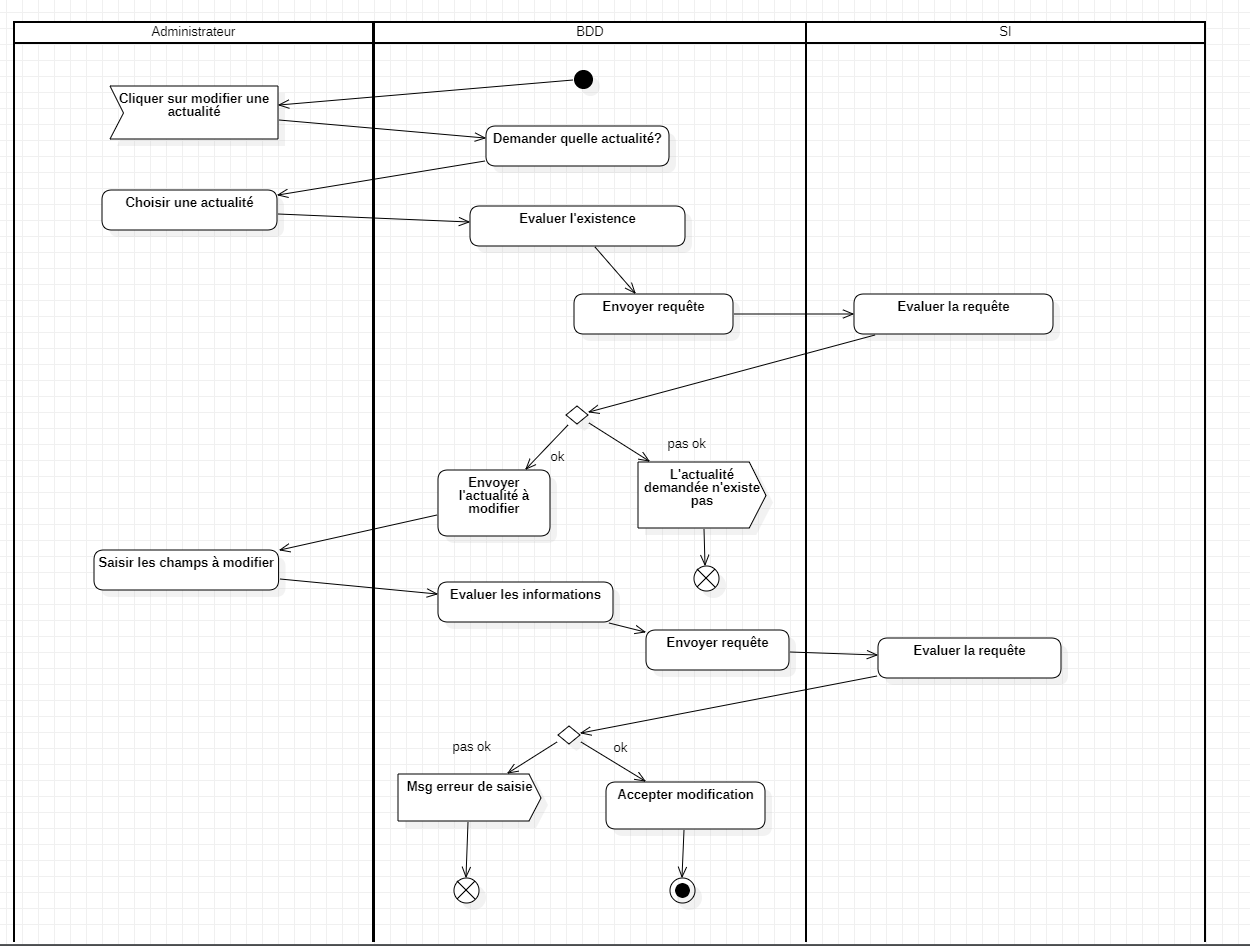 Administrateur
BDD
SI
Cliquer sur modifier une
actualité
Demander quelle actualité?
Choisir une actualité
Evaluer l'existence
Envoyer requête
Evaluer la requête
ok
pas ok
Envoyer
l'actualité à
modifier
L'actualité
demandée n'existe
pas
Saisir les champs à modifier
Evaluer les informations
Envoyer requête
Evaluer la requête
pas ok
ok
Msg erreur de saisie
Accepter modification